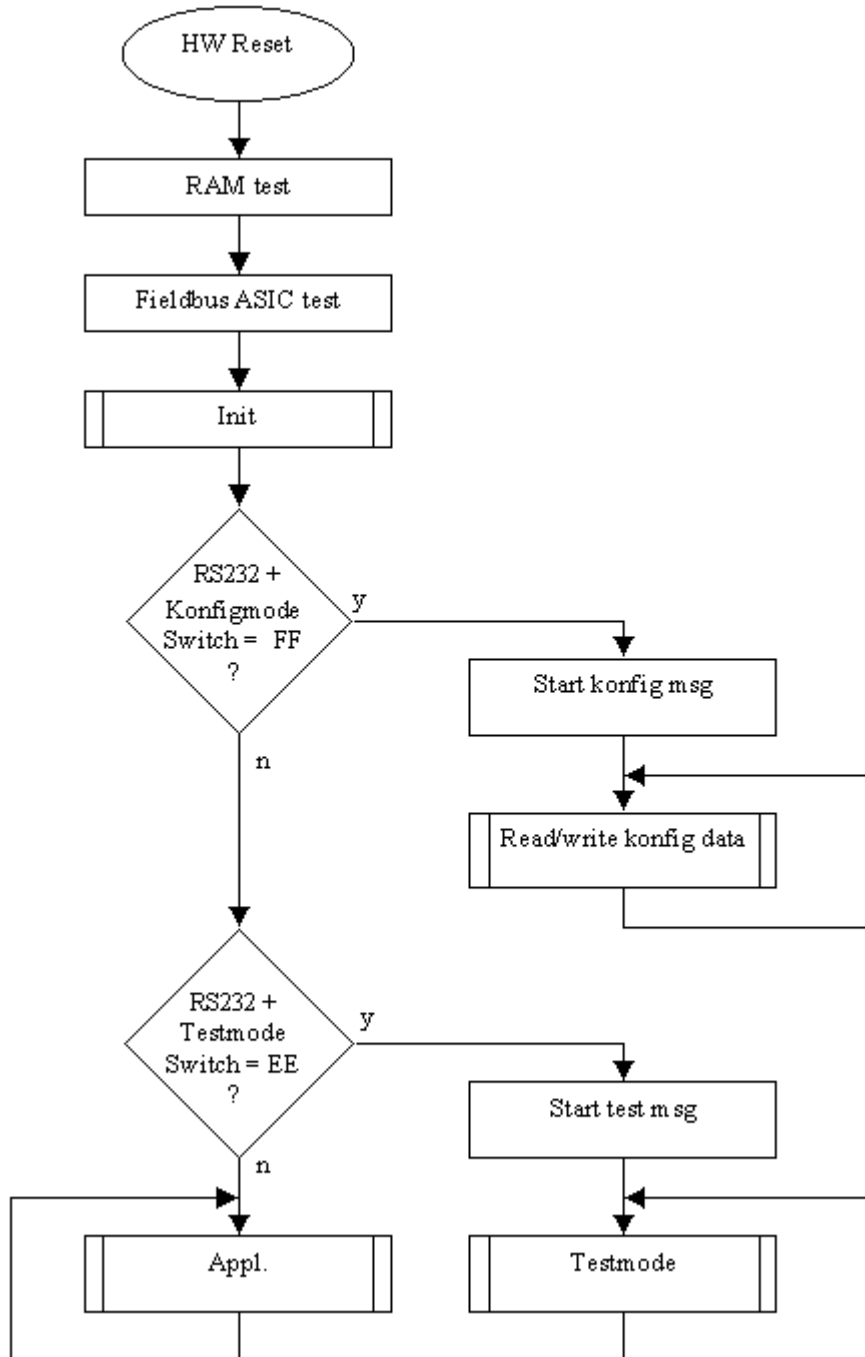 HW Reset
RAM test
Fieldbus ASIC test
Init
RS232 +
Konfigmode
Switch = FF
?
y
Start konfig msg
n
Read/write konfig data
RS232 +
Testmode
Switch = EE
?
y
Start test msg
n
Appl.
Testmode